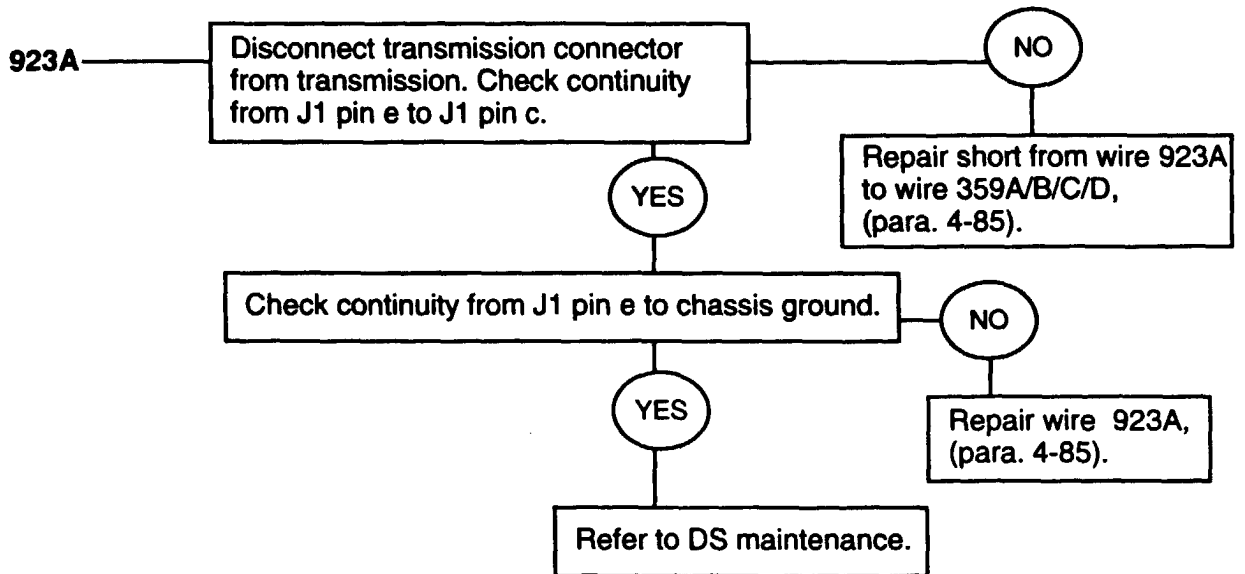 923A
Disconnect transmission connector
from transmission. Check continuity
from J1 pin e to J1 pin c.
NO
Repair short from wire 923A
to wire 359A/B/C/D,
(para. 4-85).
YES
Check continuity from J1 pin e to chassis ground.
NO
Repair wire 923A,
(para. 4-85).
YES
Refer to DS maintenance.